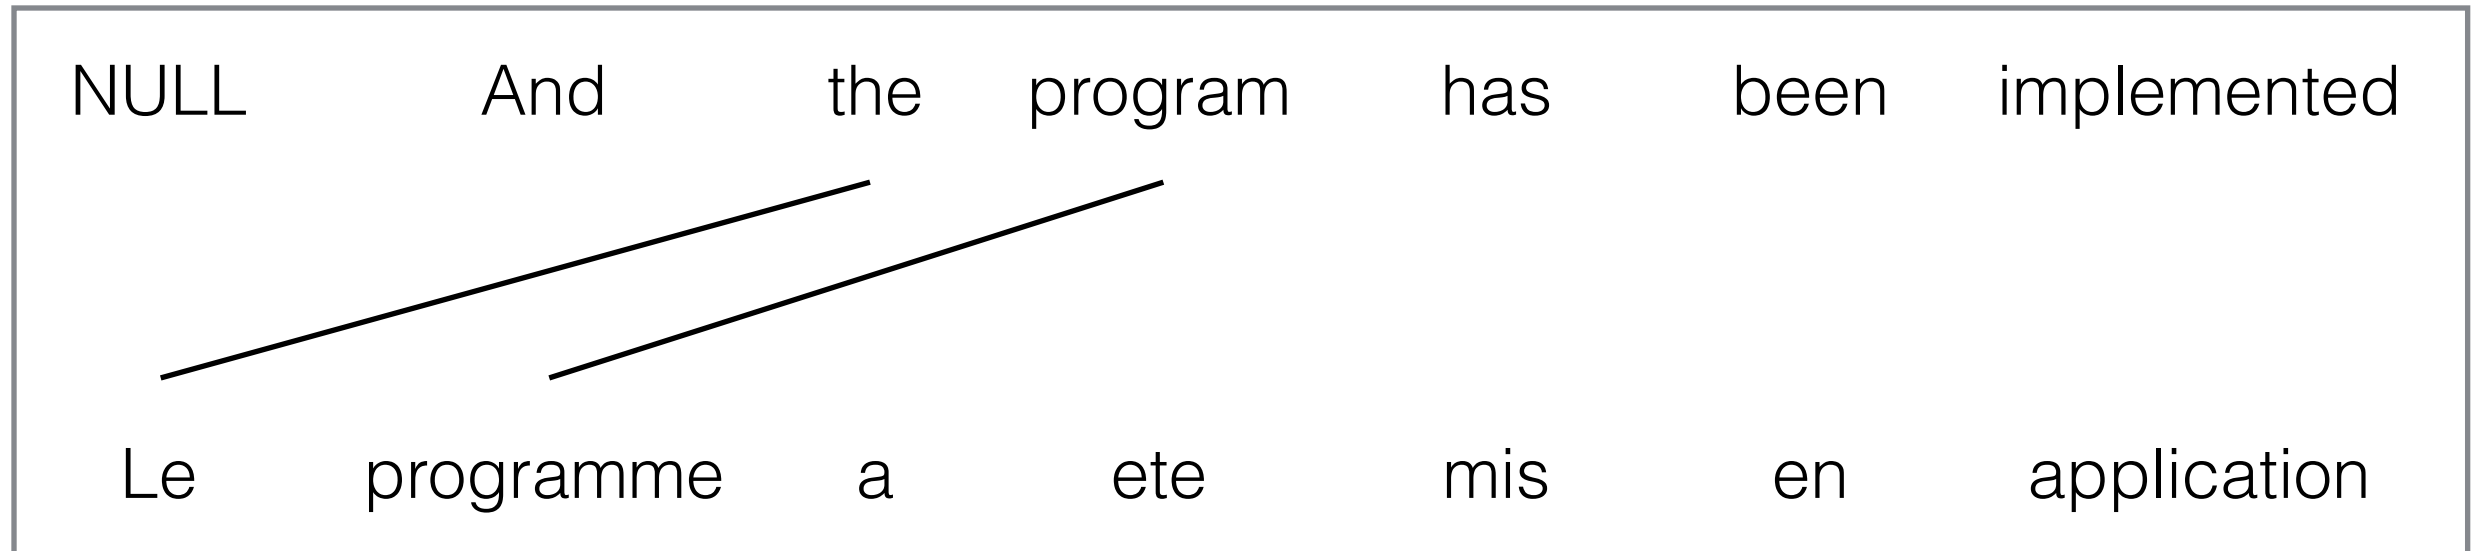 NULL And the program has been implemented
Le programme a ete mis en application